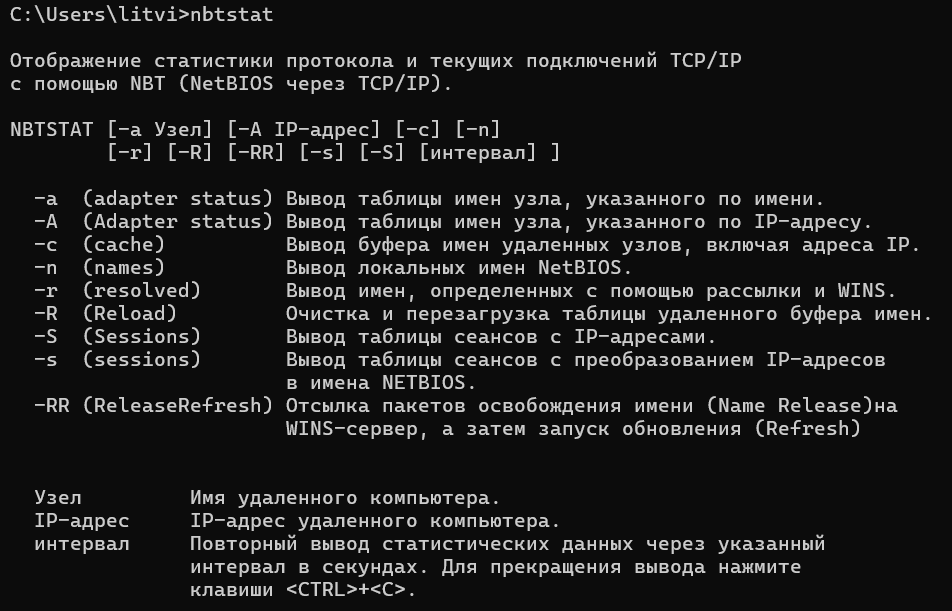 C:\Users\litvi>nbtstat
Отображение статистики протокола и текущих подключений TCP/IP
с помощью NBT (NetBIOS через TCP/IP).
NBTSTAT [-a Узел] [-A IP-адрес] [-c] [-n]
        [-r] [-R] [-RR] [-s] [-S] [интервал] ]
  -a  (adapter status) Вывод таблицы имен узла, указанного по имени.
  -A  (Adapter status) Вывод таблицы имен узла, указанного по IP-адресу.
  -c  (cache)          Вывод буфера имен удаленных узлов, включая адреса IP.
  -n  (names)          Вывод локальных имен NetBIOS.
  -r  (resolved)       Вывод имен, определенных с помощью рассылки и WINS.
  -R  (Reload)         Очистка и перезагрузка таблицы удаленного буфера имен.
  -S  (Sessions)       Вывод таблицы сеансов с IP-адресами.
  -s  (sessions)       Вывод таблицы сеансов с преобразованием IP-адресов
                       в имена NETBIOS.
  -RR (ReleaseRefresh) Отсылка пакетов освобождения имени (Name Release)на
                       WINS-сервер, а затем запуск обновления (Refresh)
  Узел         Имя удаленного компьютера.
  IP-адрес     IP-адрес удаленного компьютера.
  интервал     Повторный вывод статистических данных через указанный
               интервал в секундах. Для прекращения вывода нажмите
               клавиши <CTRL>+<C>.